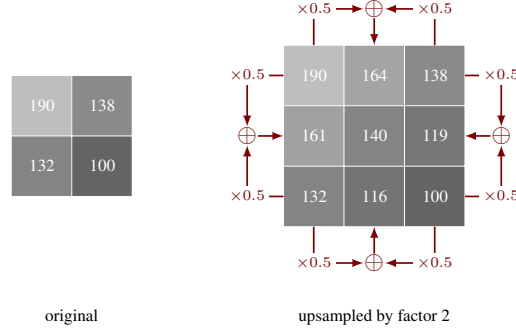 ×0.5 ⊕ ×0.5
190 138
132 100
×0.5 190 164 138 ×0.5
⊕ 161 140 119 ⊕
×0.5 132 116 100 ×0.5
×0.5 ⊕ ×0.5
original
upsampled by factor 2